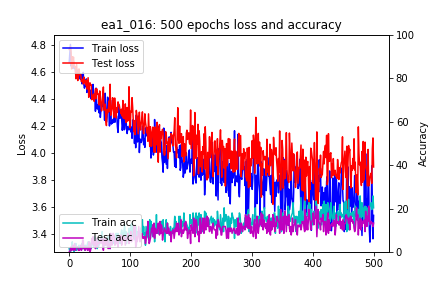 ea1_016: 500 epochs loss and accuracy
Train loss
Test loss
Train acc
Test acc
Loss
4.8
4.6
4.4
4.2
4.0
3.8
3.6
3.4
Accuracy
100
80
60
40
20
0
0 100 200 300 400 500